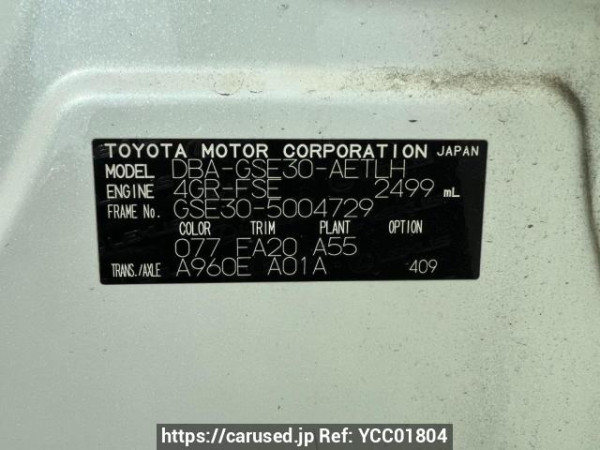 TOYOTA MOTOR CORPORATION JAPAN
MODEL DBA-GSE30-AETLH
ENGINE 4GR-FSE 2499 mL
FRAME No. GSE30-5004729
COLOR TRIM PLANT OPTION
077 FA20 A55
TRANS./AXLE A960E A01A 409
https://carused.jp Ref: YCC01804